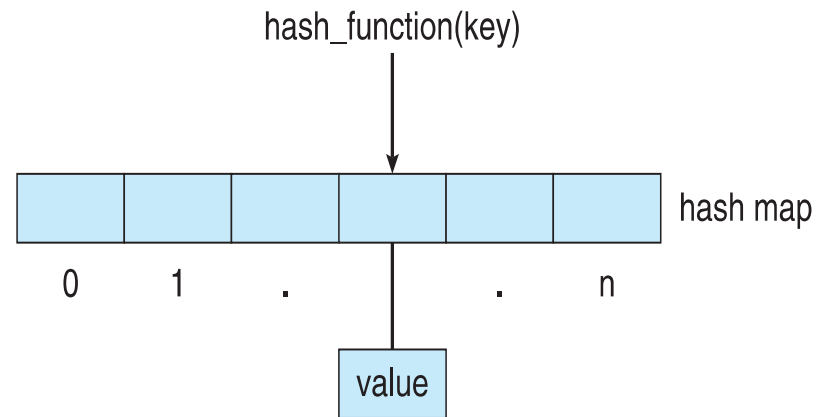 hash_function(key)
hash map
0 1 . . n
value